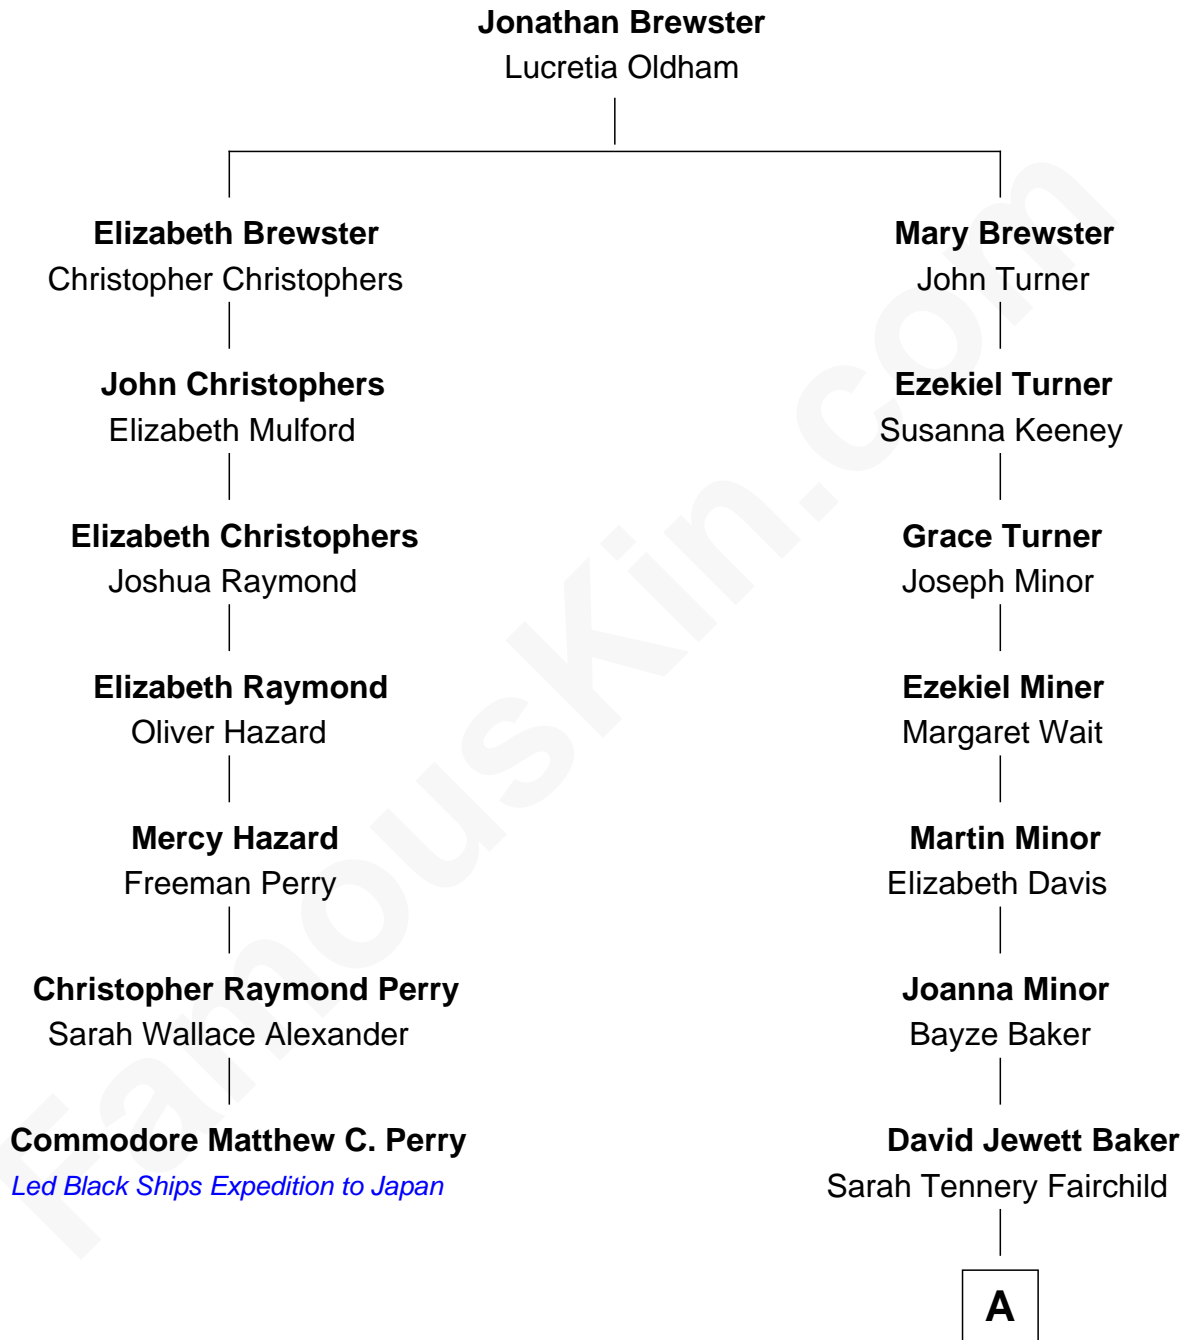 Jonathan Brewster
Lucretia Oldham
Elizabeth Brewster
Christopher Christophers
Mary Brewster
John Turner
John Christophers
Elizabeth Mulford
Ezekiel Turner
Susanna Keeney
Elizabeth Christophers
Joshua Raymond
Grace Turner
Joseph Minor
Elizabeth Raymond
Oliver Hazard
Ezekiel Miner
Margaret Wait
Mercy Hazard
Freeman Perry
Martin Minor
Elizabeth Davis
Christopher Raymond Perry
Sarah Wallace Alexander
Joanna Minor
Bayze Baker
Commodore Matthew C. Perry
Led Black Ships Expedition to Japan
David Jewett Baker
Sarah Tennery Fairchild
A
FamousKin.com